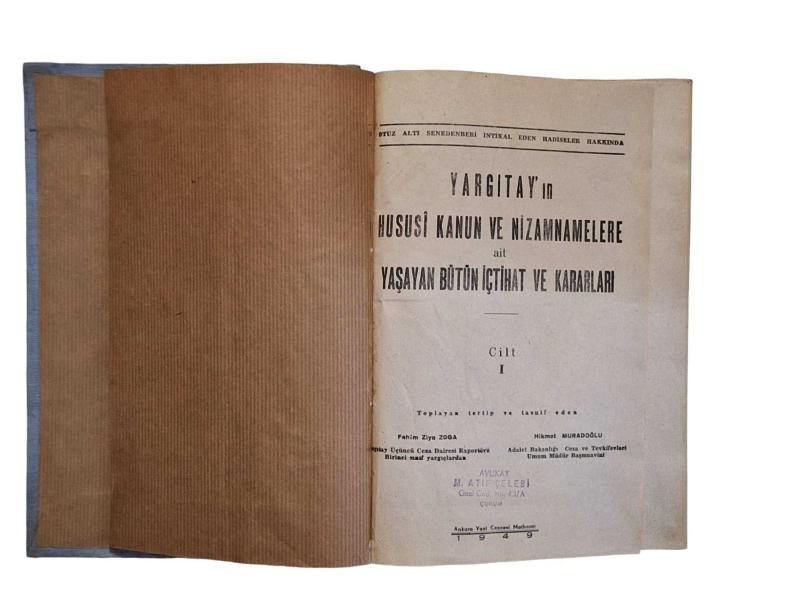 OTUZ ALTI SENEDENBERİ İNTİKAL EDEN HADİSELER HAKKINDA
YARGITAY'ın
HUSUSÎ KANUN VE NİZAMNAMELERE
ait
YAŞAYAN BÜTÜN İÇTİHAT VE KARARLARI
Cilt
I
Toplayan tertip ve tasnif eden
Fahim Ziya ZOGA
Üçüncü Ceza Dairesi Raportörü
Birinci sınıf yargıçlardan
Hikmet MURADOĞLU
Adalet Bakanlığı Ceza ve Tevkifevleri
Umum Müdür Başmuavini
AVUKAT
M. ATIF ÇELEBİ
ÇORUM
Ankara Yeni Cezaevi Matbaası
1949